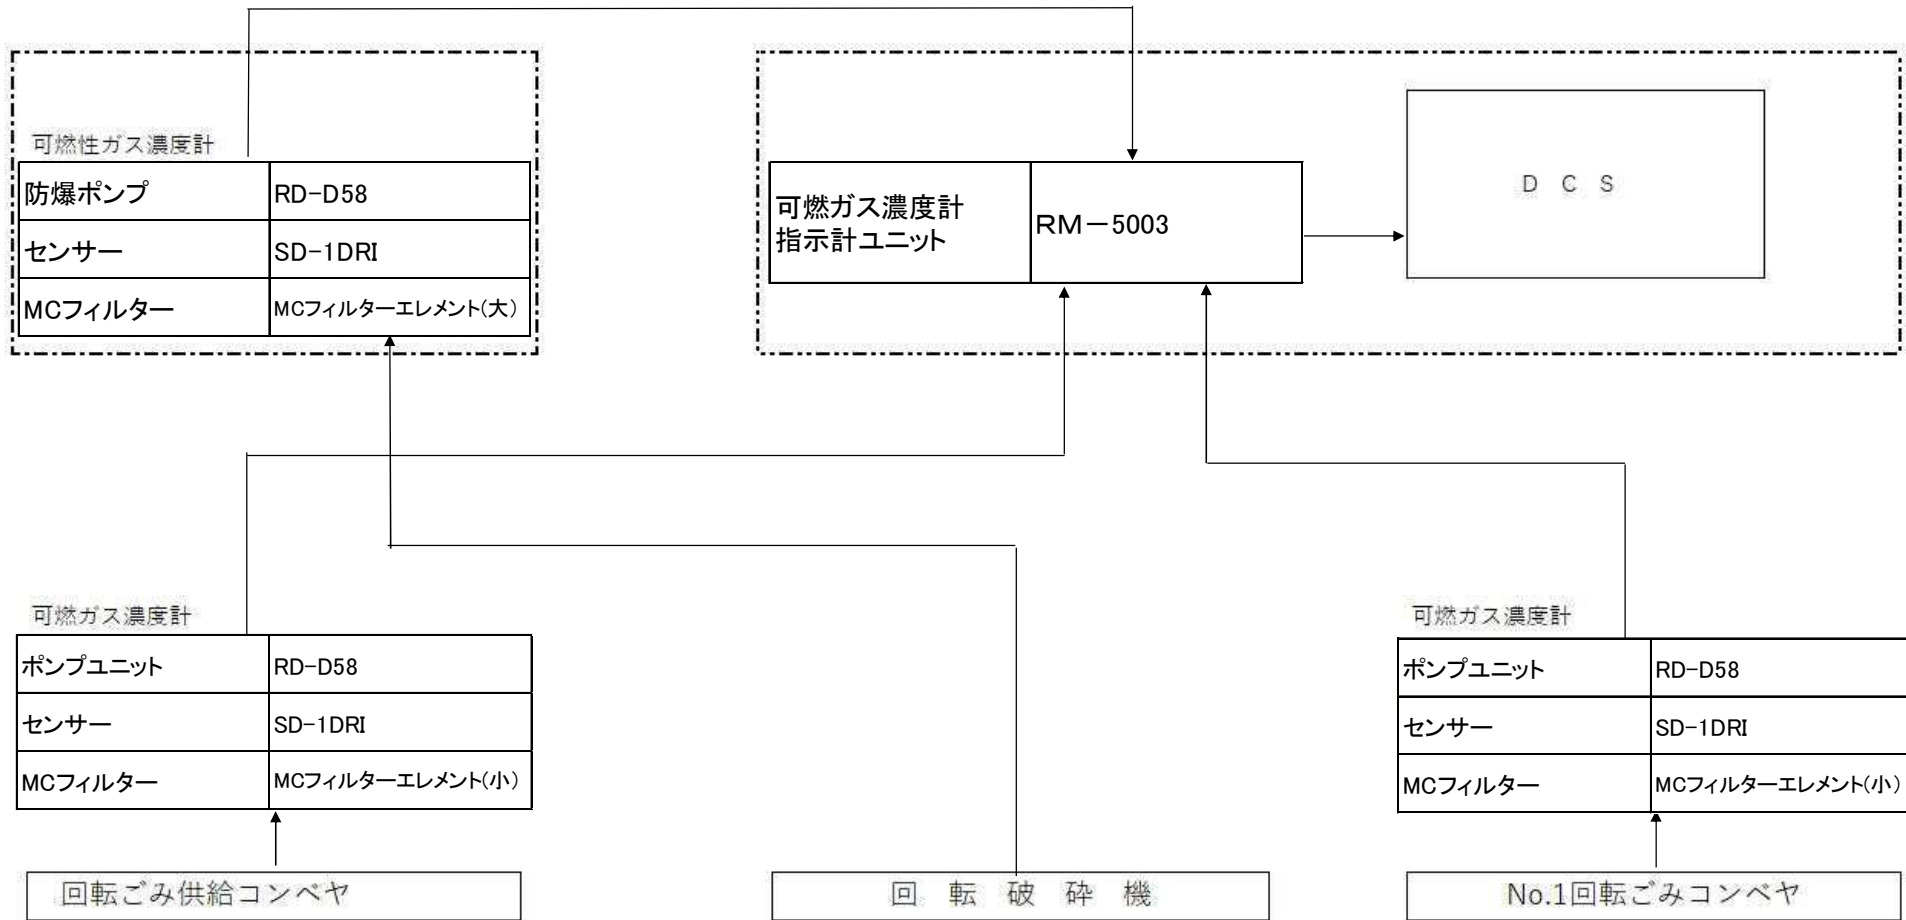 可燃性ガス濃度計
防爆ポンプ RD-D58
センサー SD-1DRI
MCフィルター MCフィルターエレメント(大)
可燃ガス濃度計
指示計ユニット
RM-5003
D C S
可燃ガス濃度計
ポンプユニット RD-D58
センサー SD-1DRI
MCフィルター MCフィルターエレメント(小)
可燃ガス濃度計
ポンプユニット RD-D58
センサー SD-1DRI
MCフィルター MCフィルターエレメント(小)
回転ごみ供給コンベヤ
回 転 破 砕 機
No.1回転ごみコンベヤ